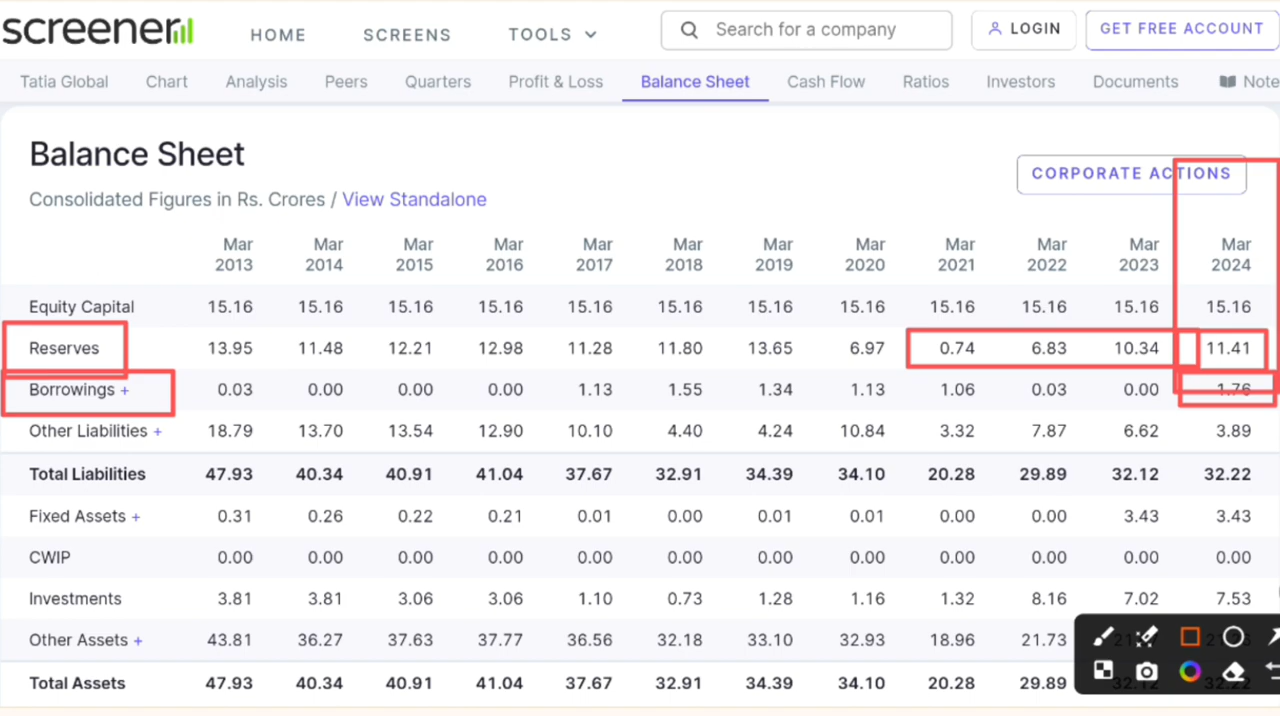 screener
HOME SCREENS TOOLS
Search for a company
LOGIN
GET FREE ACCOUNT
Tatia Global Chart Analysis Peers Quarters Profit & Loss Balance Sheet Cash Flow Ratios Investors Documents Note
Balance Sheet
CORPORATE ACTIONS
Consolidated Figures in Rs. Crores / View Standalone
Mar 2013 Mar 2014 Mar 2015 Mar 2016 Mar 2017 Mar 2018 Mar 2019 Mar 2020 Mar 2021 Mar 2022 Mar 2023 Mar 2024
Equity Capital 15.16 15.16 15.16 15.16 15.16 15.16 15.16 15.16 15.16 15.16 15.16 15.16
Reserves 13.95 11.48 12.21 12.98 11.28 11.80 13.65 6.97 0.74 6.83 10.34 11.41
Borrowings + 0.03 0.00 0.00 0.00 1.13 1.55 1.34 1.13 1.06 0.03 0.00 1.76
Other Liabilities + 18.79 13.70 13.54 12.90 10.10 4.40 4.24 10.84 3.32 7.87 6.62 3.89
Total Liabilities 47.93 40.34 40.91 41.04 37.67 32.91 34.39 34.10 20.28 29.89 32.12 32.22
Fixed Assets + 0.31 0.26 0.22 0.21 0.01 0.00 0.01 0.01 0.00 0.00 3.43 3.43
CWIP 0.00 0.00 0.00 0.00 0.00 0.00 0.00 0.00 0.00 0.00 0.00 0.00
Investments 3.81 3.81 3.06 3.06 1.10 0.73 1.28 1.16 1.32 8.16 7.02 7.53
Other Assets + 43.81 36.27 37.63 37.77 36.56 32.18 33.10 32.93 18.96 21.73
Total Assets 47.93 40.34 40.91 41.04 37.67 32.91 34.39 34.10 20.28 29.89 32.12 32.22